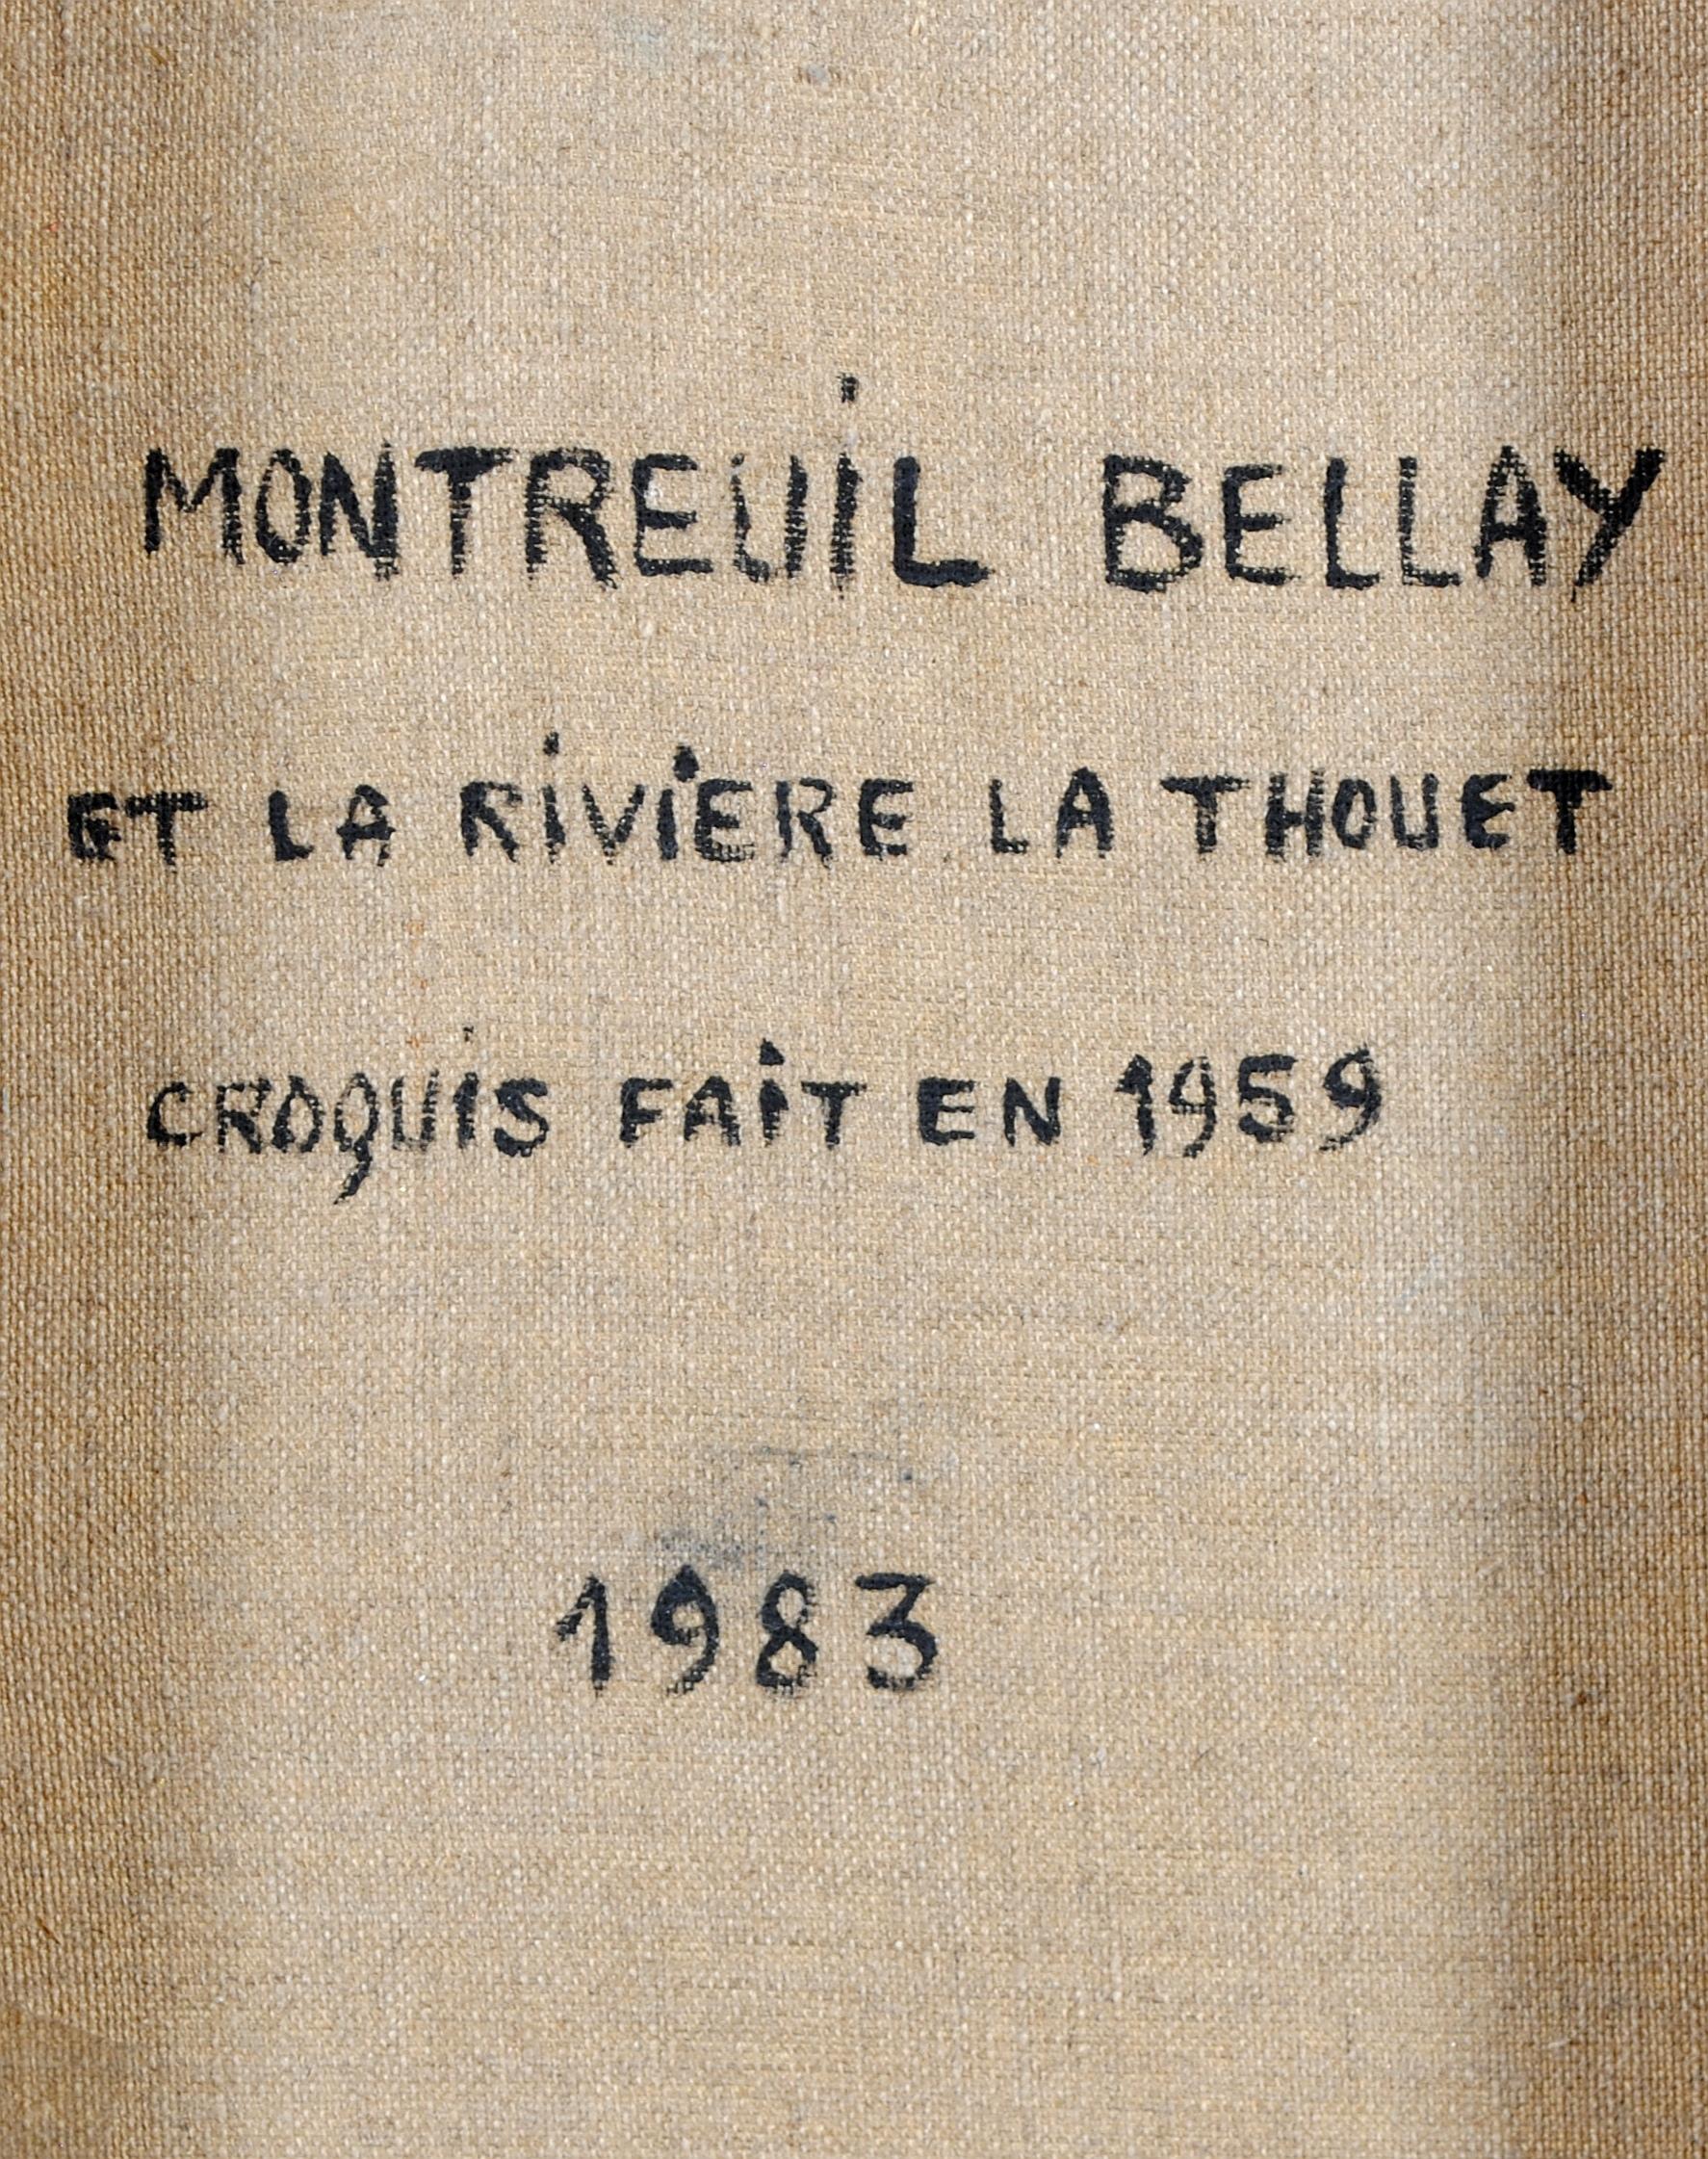 MONTREUiL BELLAY
ET LA RiViERE LA THOUET
CROQUiS FAiT EN 1959
1983